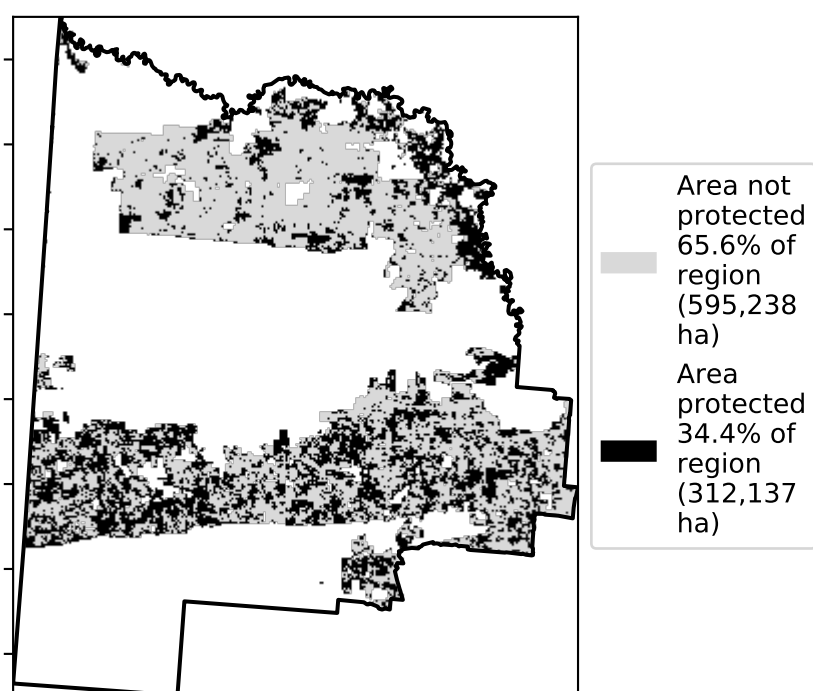 Area not
protected
65.6% of
region
(595,238
ha)
Area
protected
34.4% of
region
(312,137
ha)